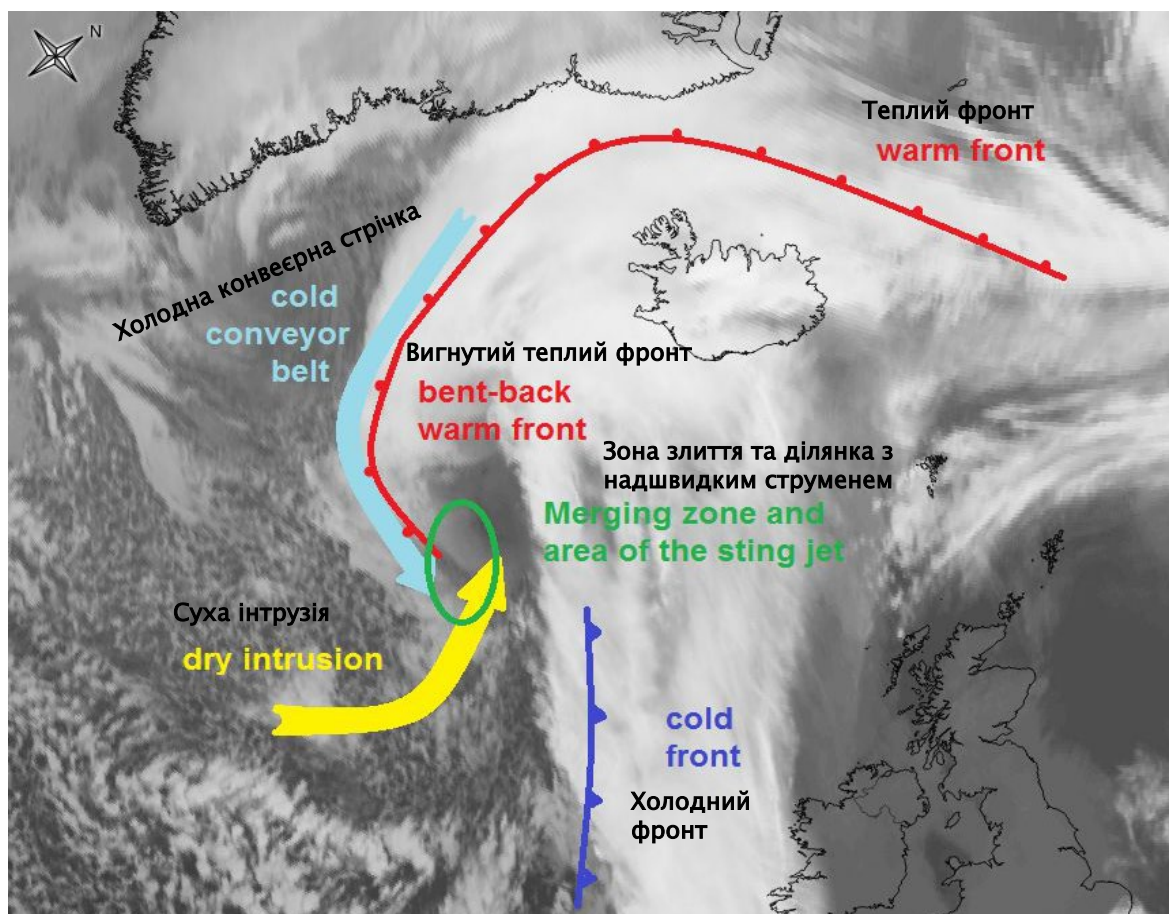 N
Теплий фронт
warm front
Холодна конвеєрна стрічка
cold
conveyor
belt
Вигнутий теплий фронт
bent-back
warm front
Зона злиття та ділянка з
надшвидким струменем
Merging zone and
area of the sting jet
Суха інтрузія
dry intrusion
cold
front
Холодний
фронт